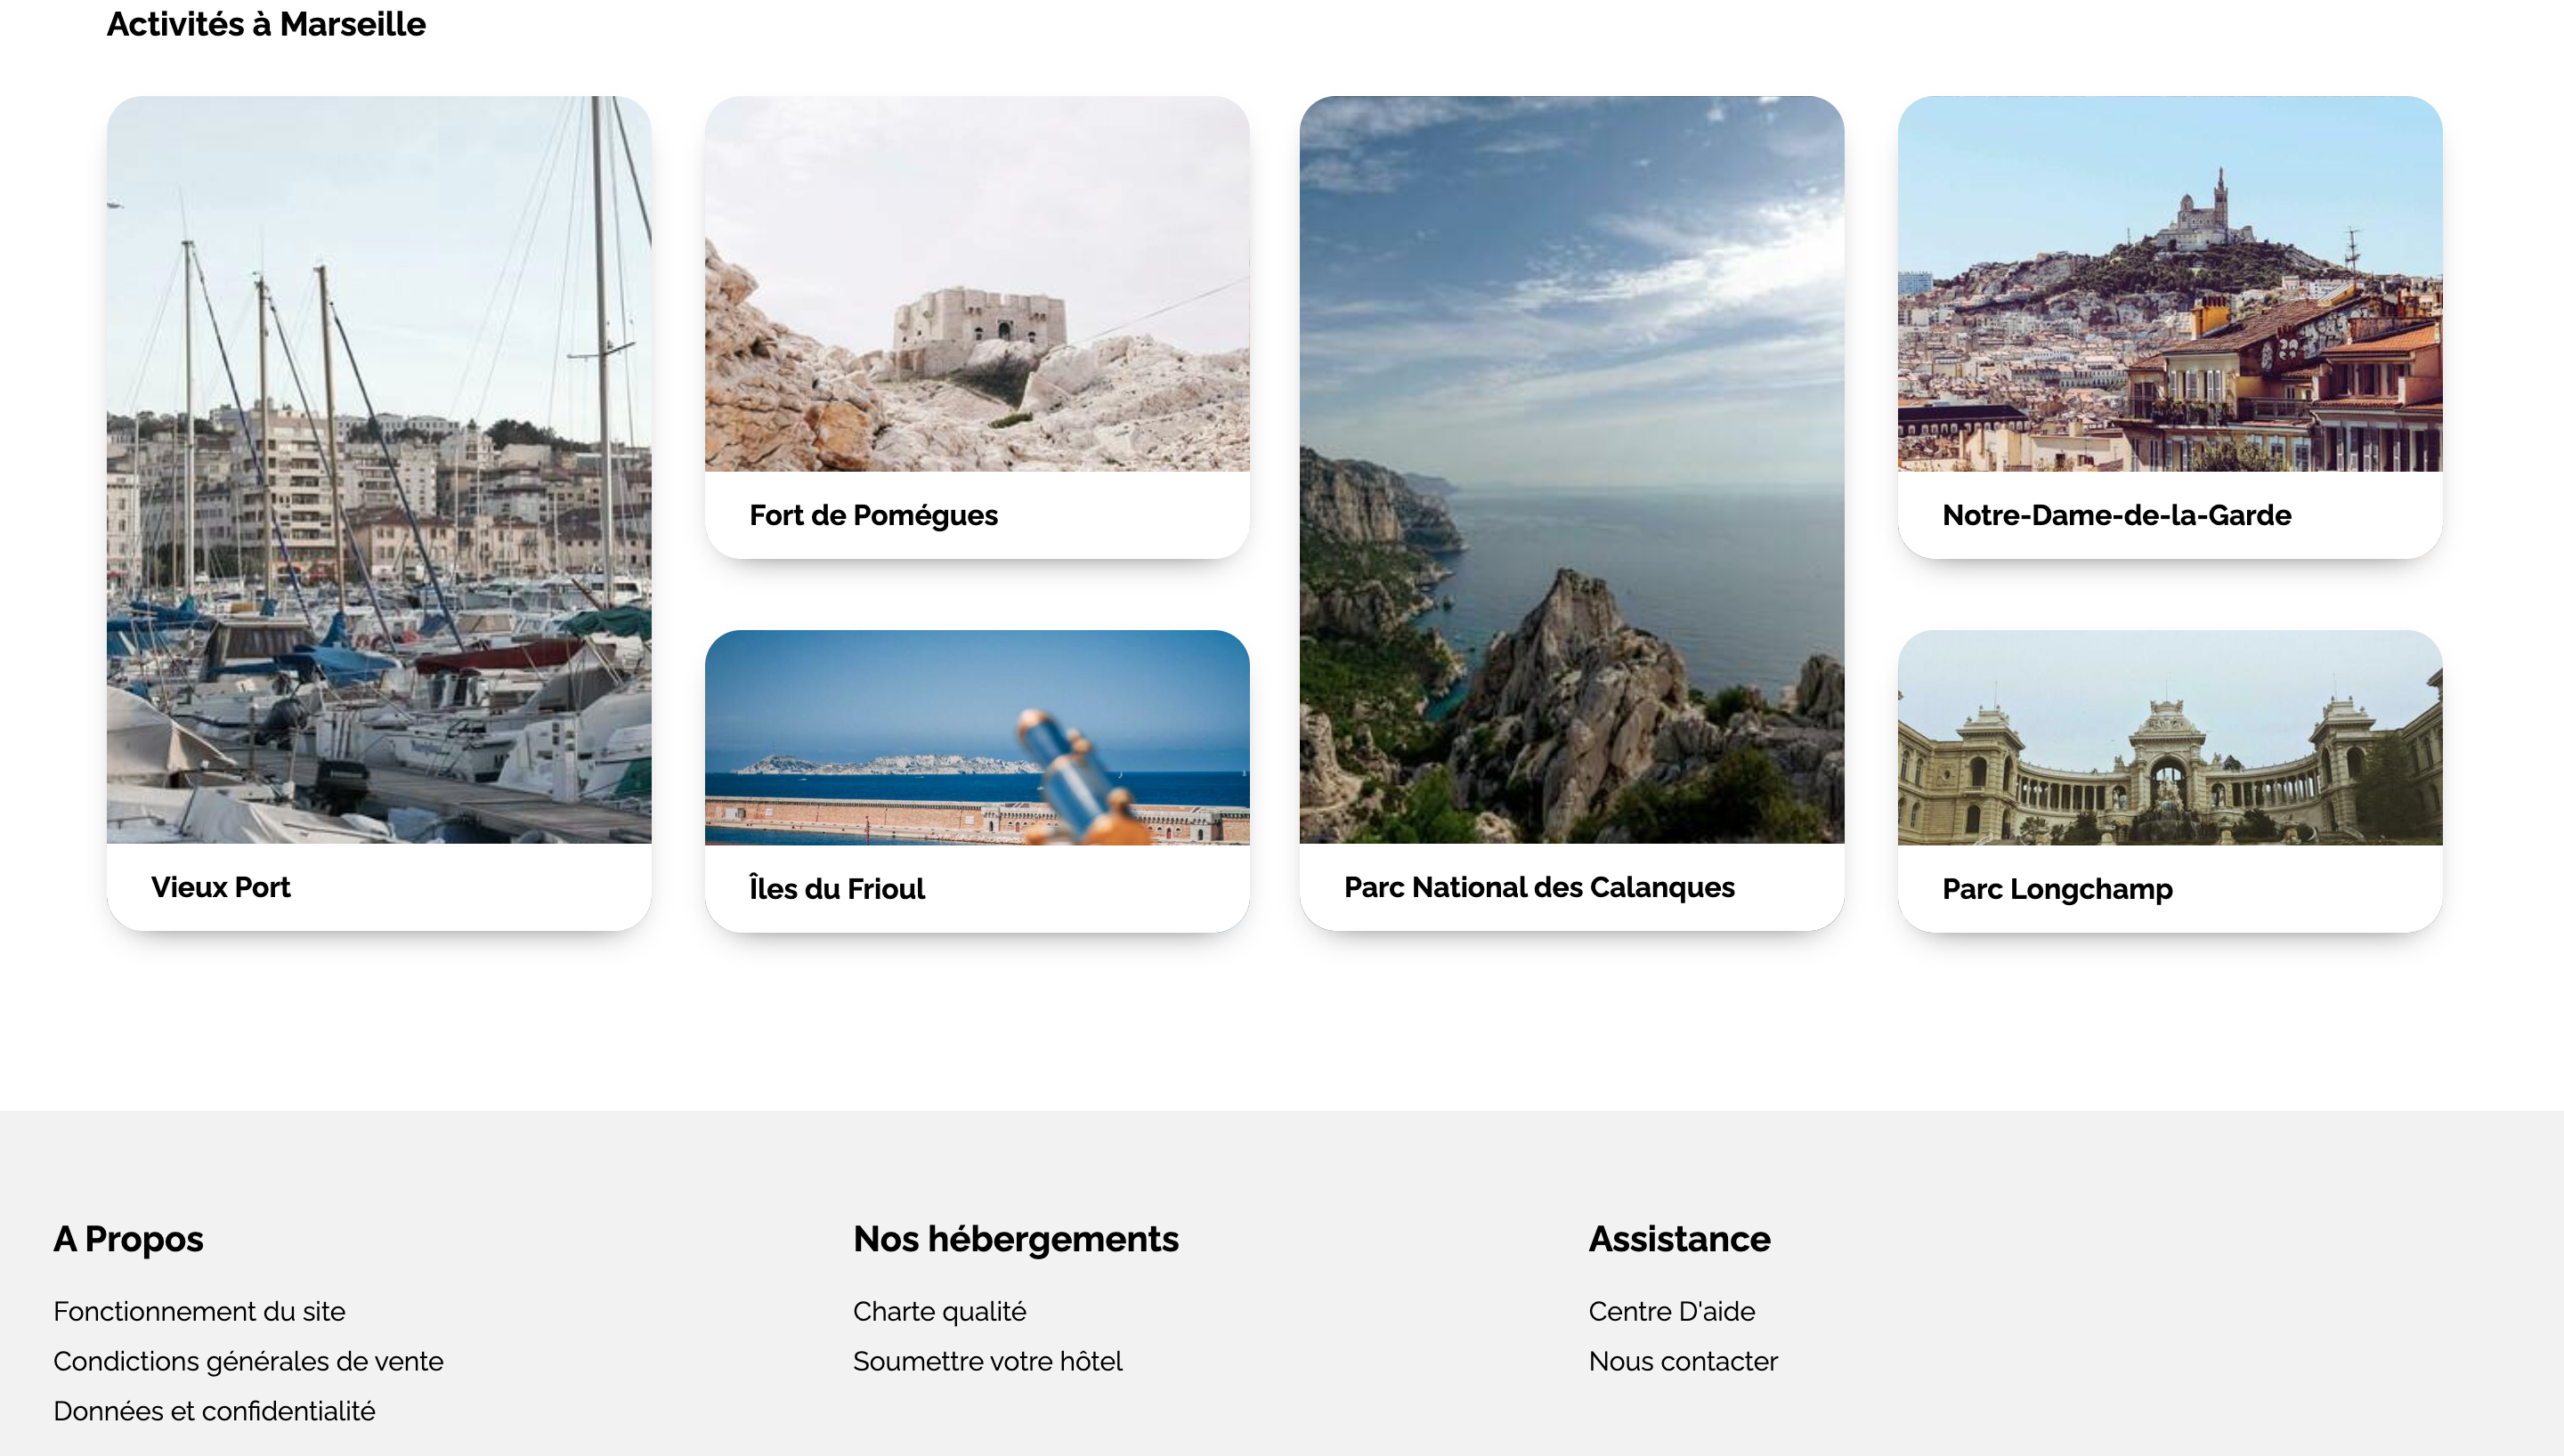 Activités à Marseille
Vieux Port
Fort de Pomégues
Îles du Frioul
Parc National des Calanques
Notre-Dame-de-la-Garde
Parc Longchamp
A Propos
Fonctionnement du site
Condictions générales de vente
Données et confidentialité
Nos hébergements
Charte qualité
Soumettre votre hôtel
Assistance
Centre D'aide
Nous contacter